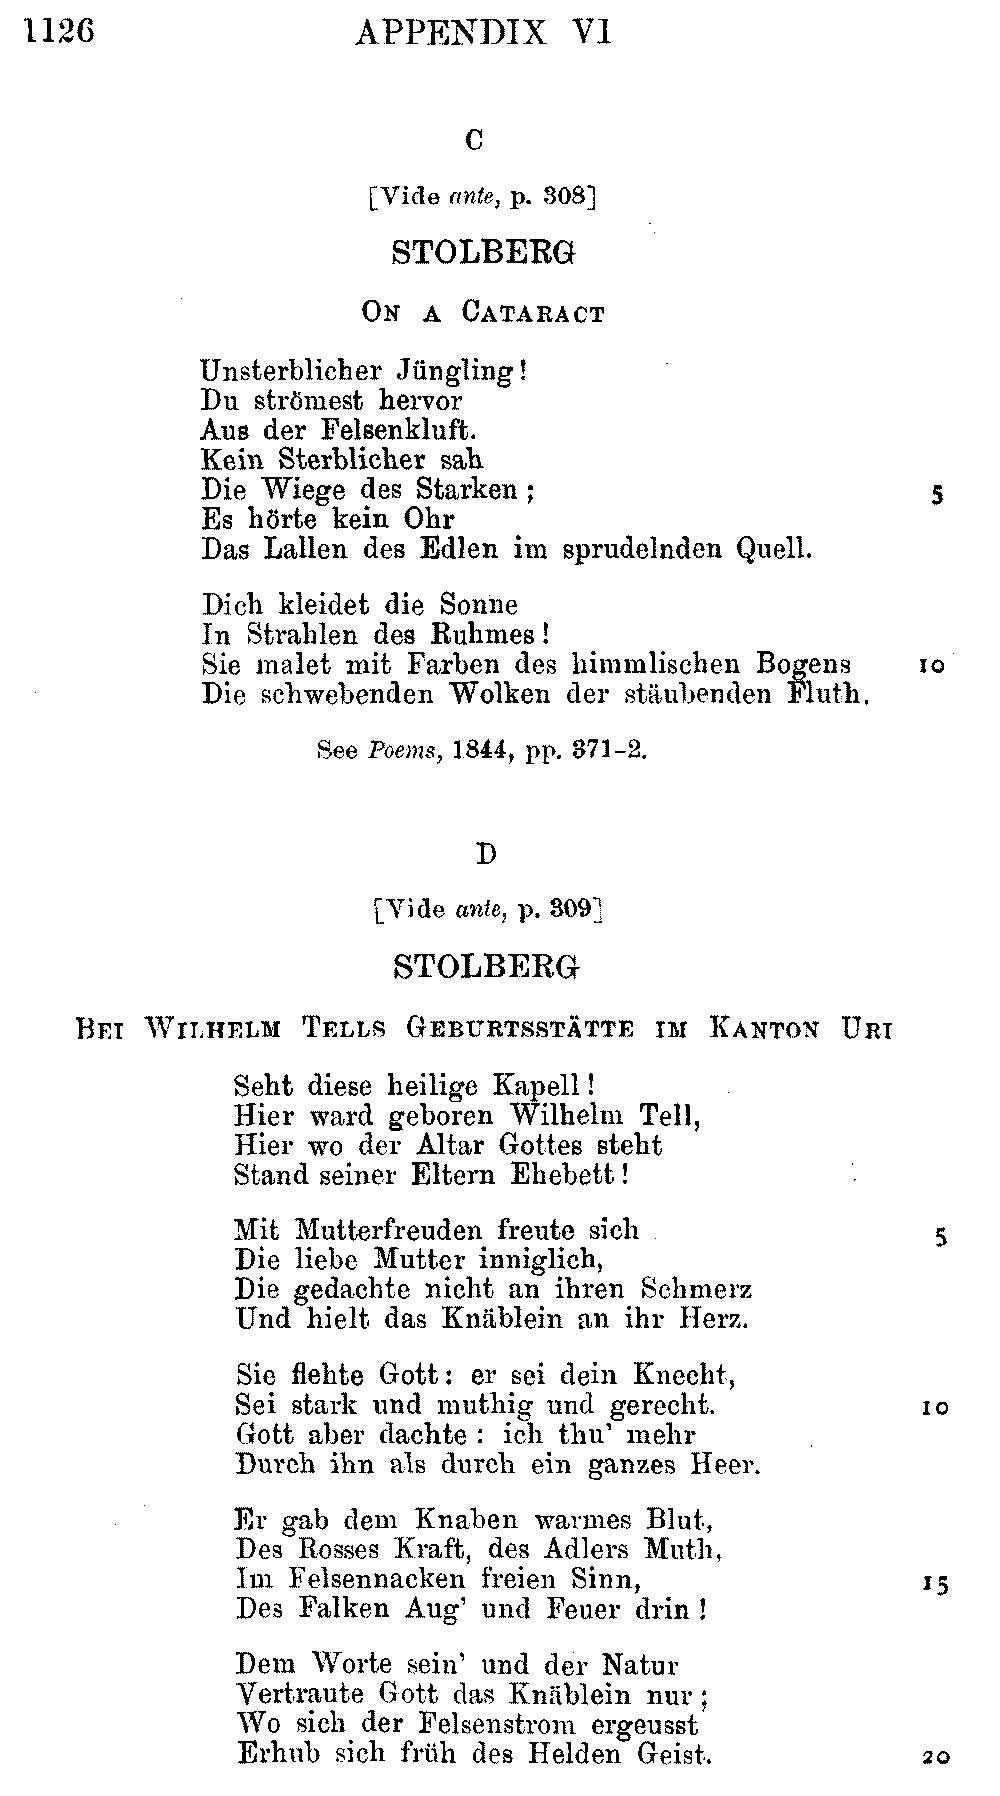 1126 APPENDIX VI
C
[Vide ante, p. 308]
STOLBERG
ON A CATARACT
Unsterblicher Jüngling!
Du strömest hervor
Aus der Felsenkluft.
Kein Sterblicher sah
Die Wiege des Starken; 5
Es hörte kein Ohr
Das Lallen des Edlen im sprudelnden Quell.
Dich kleidet die Sonne
In Strahlen des Ruhmes!
Sie malet mit Farben des himmlischen Bogens 10
Die schwebenden Wolken der stäubenden Fluth.
See Poems, 1844, pp. 371-2.
D
[Vide ante, p. 309]
STOLBERG
BEI WILHELM TELLS GEBURTSSTÄTTE IM KANTON URI
Seht diese heilige Kapell!
Hier ward geboren Wilhelm Tell,
Hier wo der Altar Gottes steht
Stand seiner Eltern Ehebett!
Mit Mutterfreuden freute sich 5
Die liebe Mutter inniglich,
Die gedachte nicht an ihren Schmerz
Und hielt das Knäblein an ihr Herz.
Sie flehte Gott: er sei dein Knecht,
Sei stark und muthig und gerecht. 10
Gott aber dachte: ich thu' mehr
Durch ihn als durch ein ganzes Heer.
Er gab dem Knaben warmes Blut,
Des Rosses Kraft, des Adlers Muth,
Im Felsennacken freien Sinn, 15
Des Falken Aug' und Feuer drin!
Dem Worte sein' und der Natur
Vertraute Gott das Knäblein nur;
Wo sich der Felsenstrom ergeusst
Erhub sich früh des Helden Geist. 20